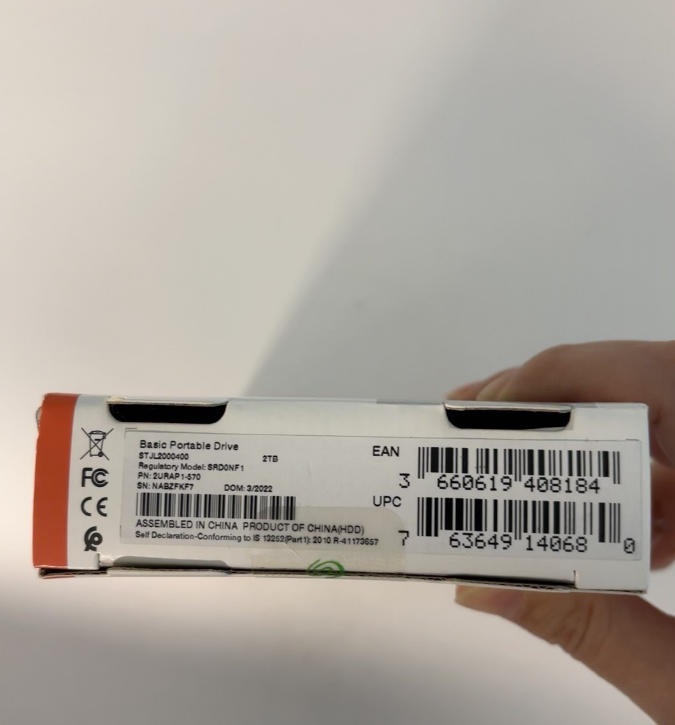 Basic Portable Drive
STJL2000400 2TB
Regulatory Model: SRD0NF1
PN: 2URAP1-570
SN: NABZFKF7 DOM: 3/2022
ASSEMBLED IN CHINA PRODUCT OF CHINA(HDD)
Self Declaration-Conforming to IS 13252(Part1): 2010 R-41173657
EAN
3 660619 408184
UPC
7 63649 14068 0
FC
CE